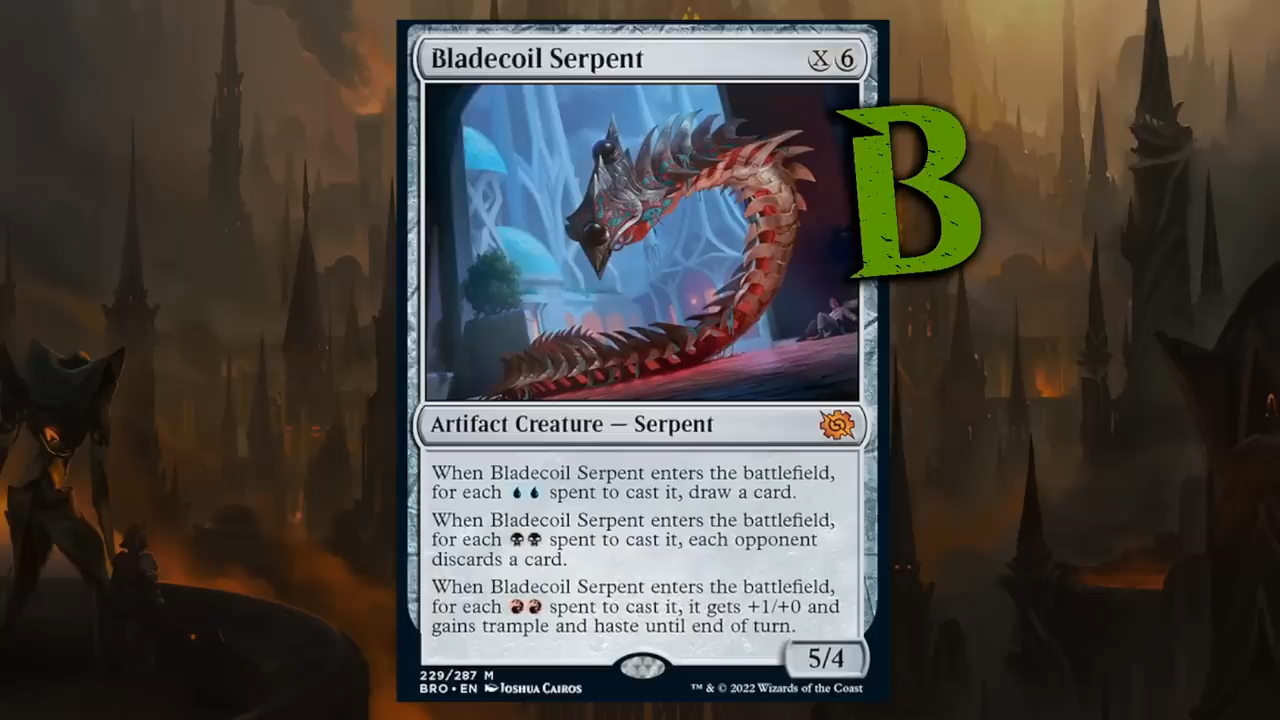 Bladecoil Serpent X 6
B
Artifact Creature — Serpent
When Bladecoil Serpent enters the battlefield,
for each spent to cast it, draw a card.
When Bladecoil Serpent enters the battlefield,
for each spent to cast it, each opponent
discards a card.
When Bladecoil Serpent enters the battlefield,
for each spent to cast it, it gets +1/+0 and
gains trample and haste until end of turn.
5/4
229/287 M
BRO • EN Joshua Cairos
™ & © 2022 Wizards of the Coast